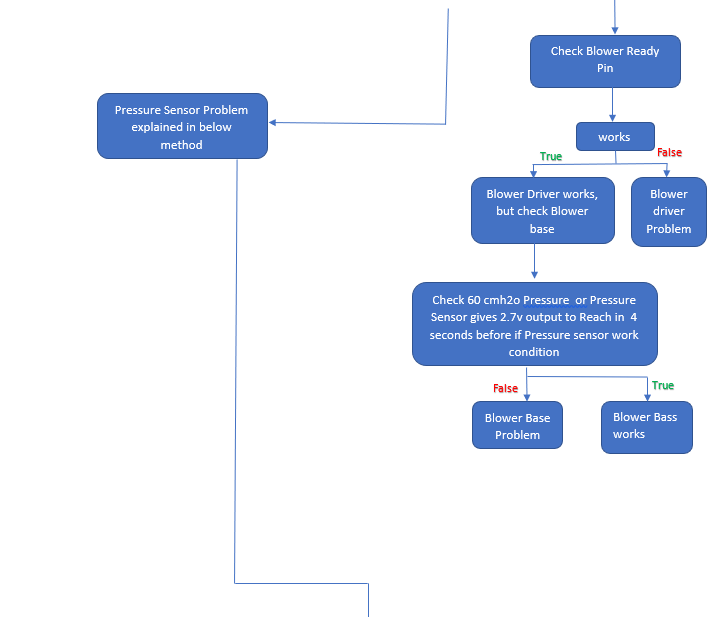 Check Blower Ready
Pin
Pressure Sensor Problem
explained in below
method
works
True
False
Blower Driver works,
but check Blower
base
Blower
driver
Problem
Check 60 cmh2o Pressure  or Pressure
Sensor gives 2.7v output to Reach in  4
seconds before if Pressure sensor work
condition
False
True
Blower Base
Problem
Blower Bass
works